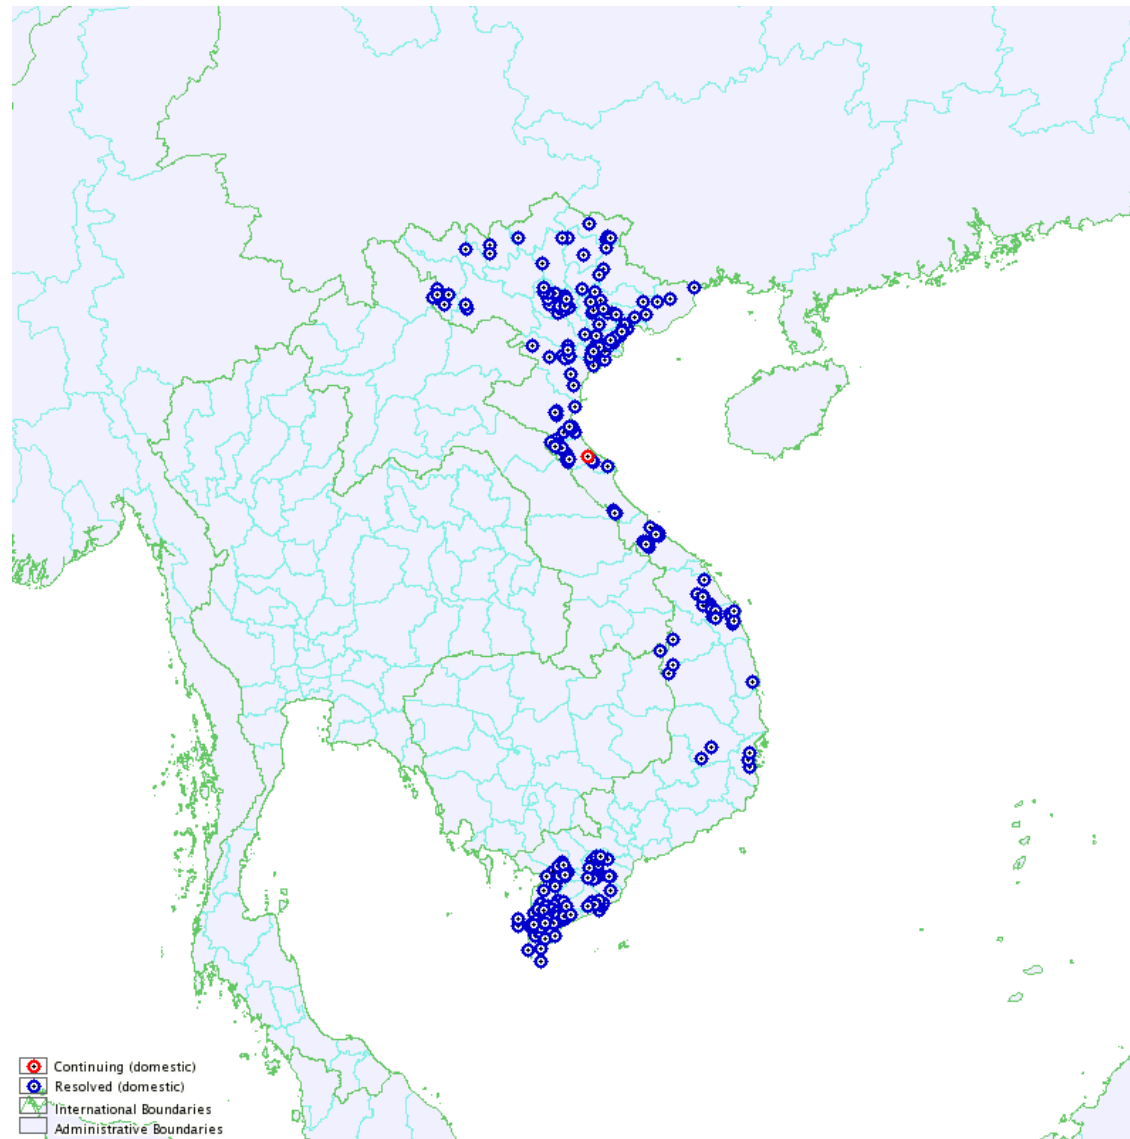 Continuing (domestic)
Resolved (domestic)
International Boundaries
Administrative Boundaries